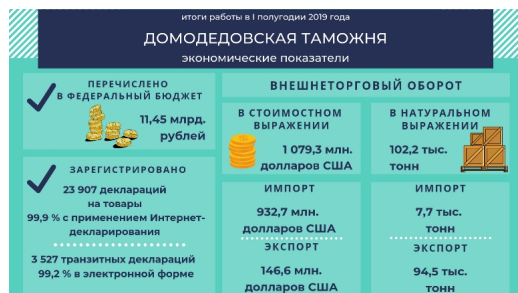 итоги работы в I полугодии 2019 года
ДОМОДЕДОВСКАЯ ТАМОЖНЯ
экономические показатели
ПЕРЕЧИСЛЕНО
В ФЕДЕРАЛЬНЫЙ БЮДЖЕТ
11,45 млрд.
рублей
ЗАРЕГИСТРИРОВАНО
23 907 деклараций
на товары
99,9 % с применением Интернет-
декларирования
3 527 транзитных деклараций
99,2 % в электронной форме
ВНЕШНЕТОРГОВЫЙ ОБОРОТ
В СТОИМОСТНОМ
ВЫРАЖЕНИИ
1 079,3 млн.
долларов США
ИМПОРТ
932,7 млн.
долларов США
ЭКСПОРТ
146,6 млн.
долларов США
В НАТУРАЛЬНОМ
ВЫРАЖЕНИИ
102,2 тыс.
тонн
ИМПОРТ
7,7 тыс.
тонн
ЭКСПОРТ
94,5 тыс.
тонн